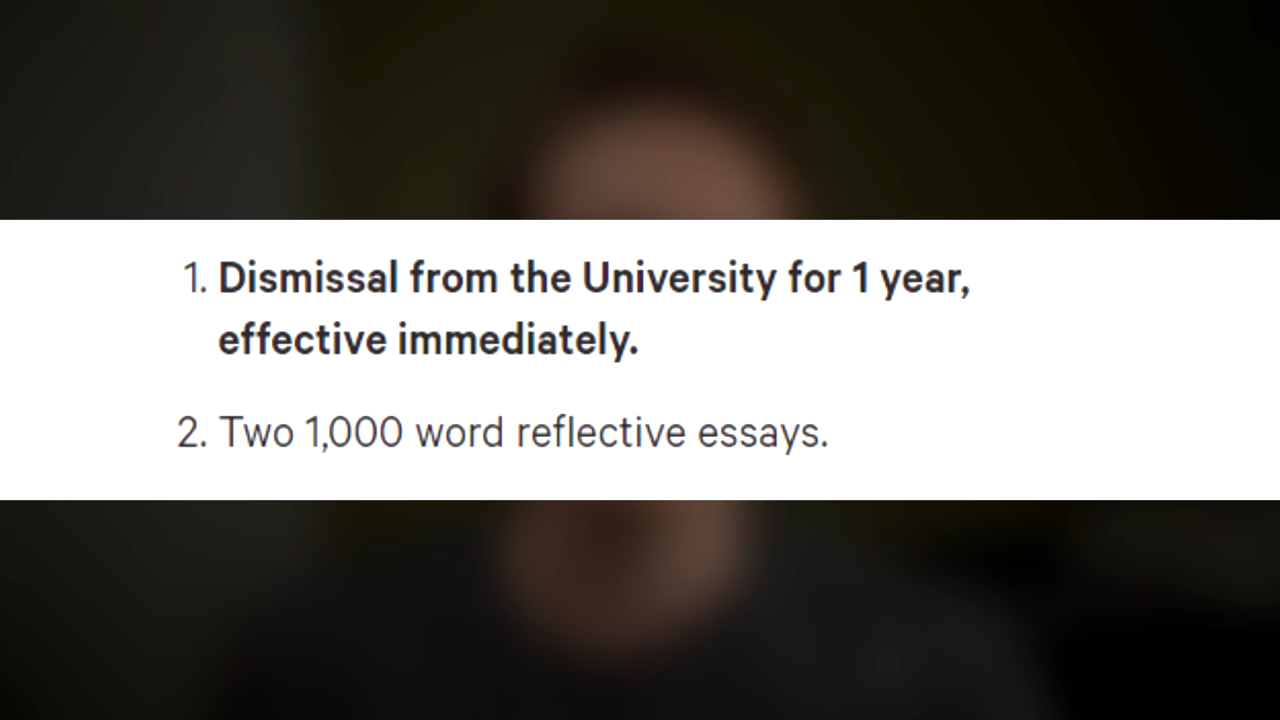 1. Dismissal from the University for 1 year,
effective immediately.
2. Two 1,000 word reflective essays.